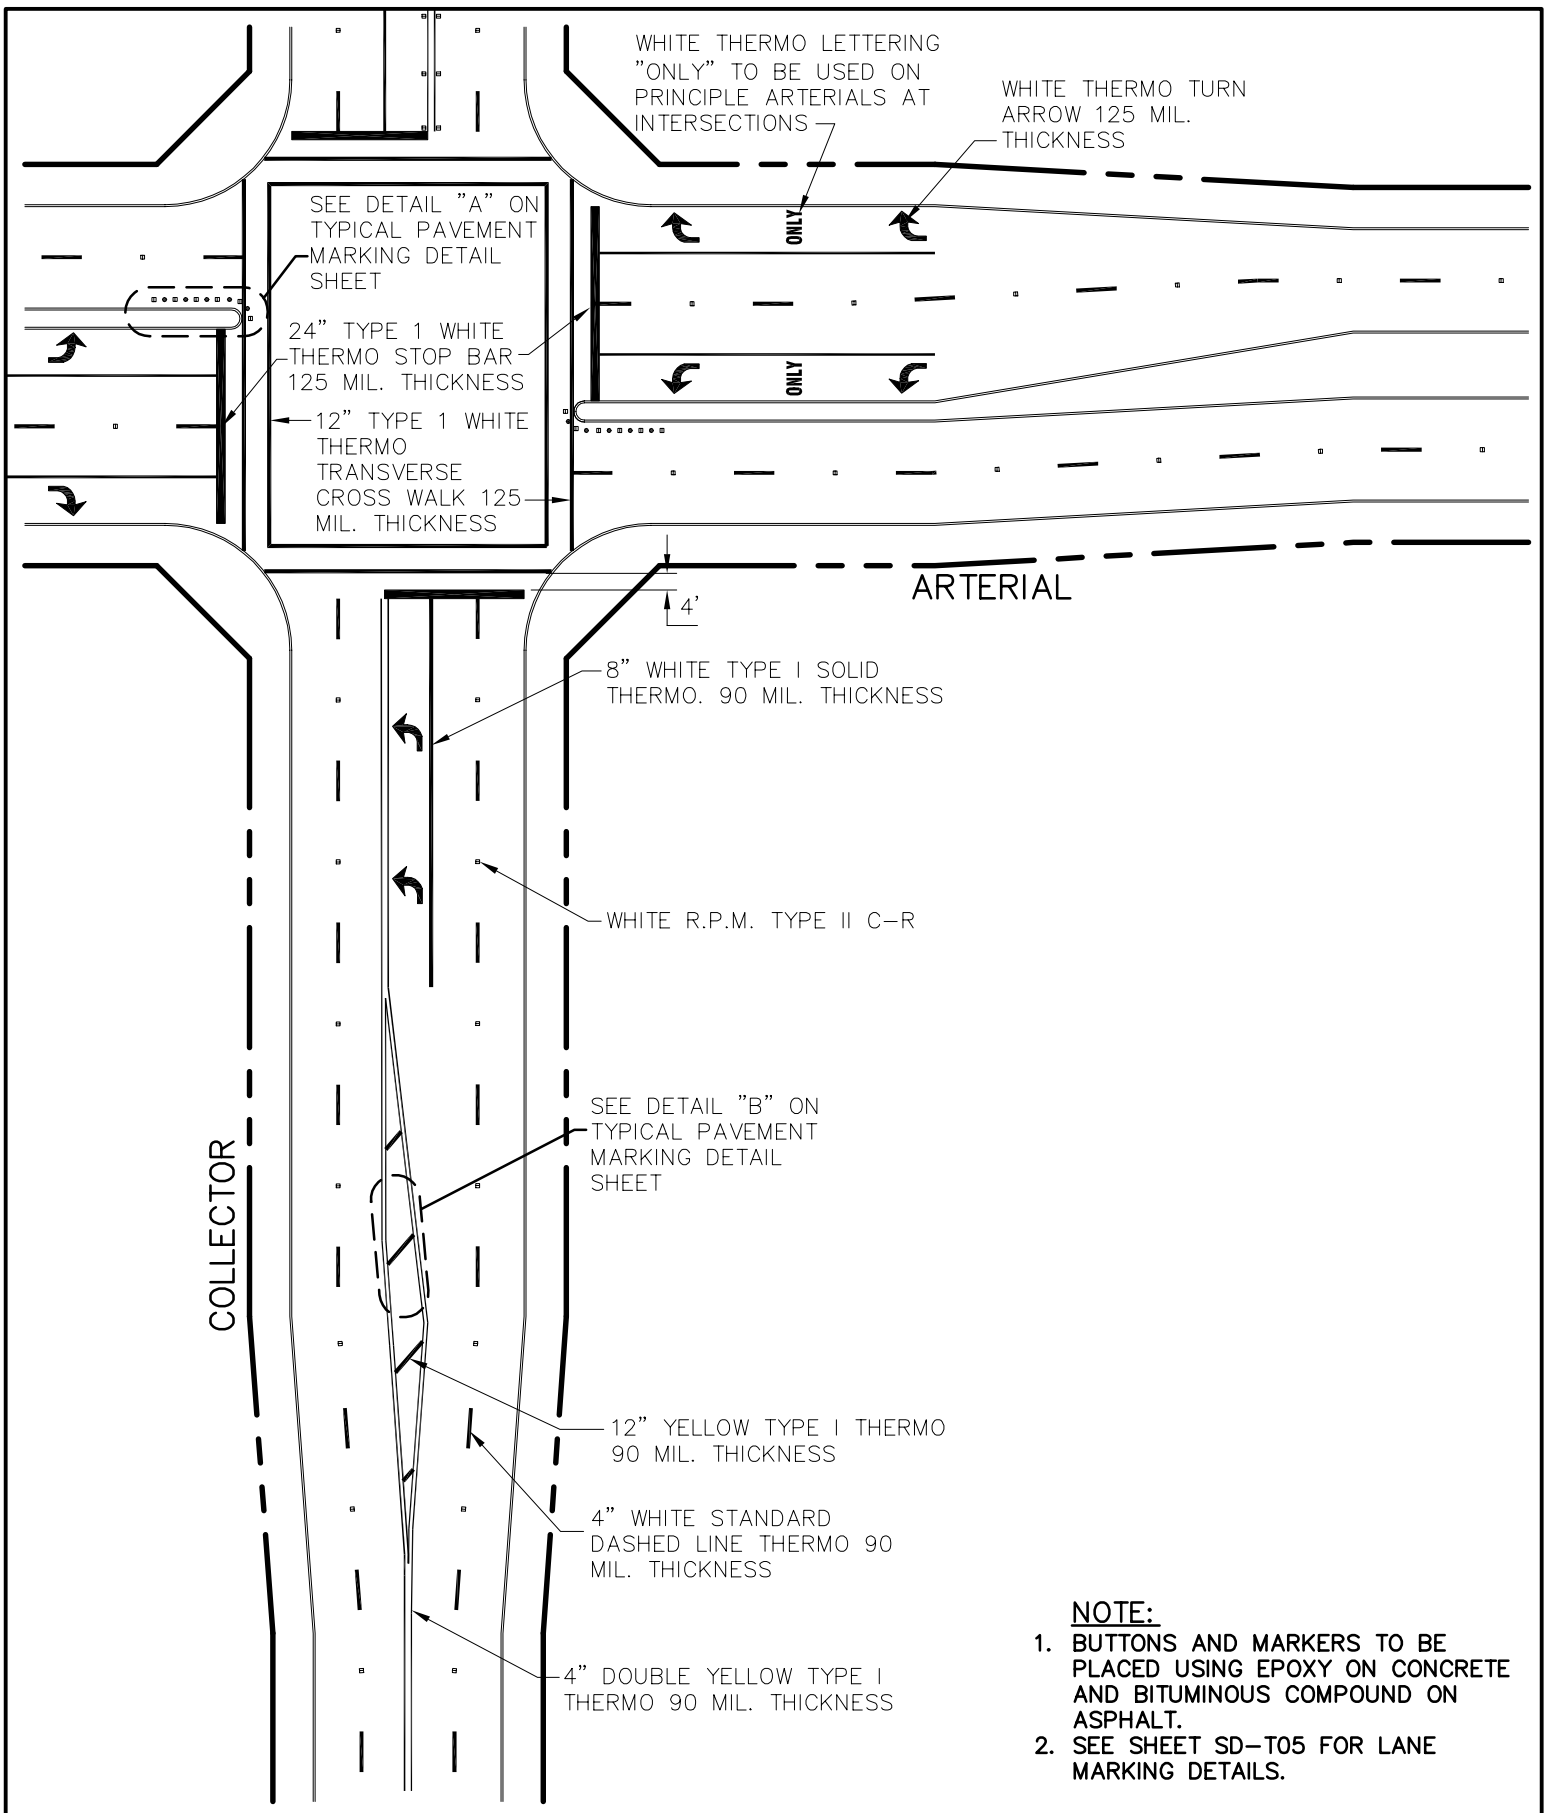 WHITE THERMO LETTERING
"ONLY" TO BE USED ON
PRINCIPLE ARTERIALS AT
INTERSECTIONS
WHITE THERMO TURN
ARROW 125 MIL.
THICKNESS
SEE DETAIL "A" ON
TYPICAL PAVEMENT
MARKING DETAIL
SHEET
ONLY
24" TYPE 1 WHITE
THERMO STOP BAR
125 MIL. THICKNESS
ONLY
12" TYPE 1 WHITE
THERMO
TRANSVERSE
CROSS WALK 125
MIL. THICKNESS
ARTERIAL
4'
8" WHITE TYPE I SOLID
THERMO. 90 MIL. THICKNESS
WHITE R.P.M. TYPE II C-R
SEE DETAIL "B" ON
TYPICAL PAVEMENT
MARKING DETAIL
SHEET
COLLECTOR
12" YELLOW TYPE I THERMO
90 MIL. THICKNESS
4" WHITE STANDARD
DASHED LINE THERMO 90
MIL. THICKNESS
4" DOUBLE YELLOW TYPE I
THERMO 90 MIL. THICKNESS
NOTE:
1. BUTTONS AND MARKERS TO BE
PLACED USING EPOXY ON CONCRETE
AND BITUMINOUS COMPOUND ON
ASPHALT.
2. SEE SHEET SD-T05 FOR LANE
MARKING DETAILS.